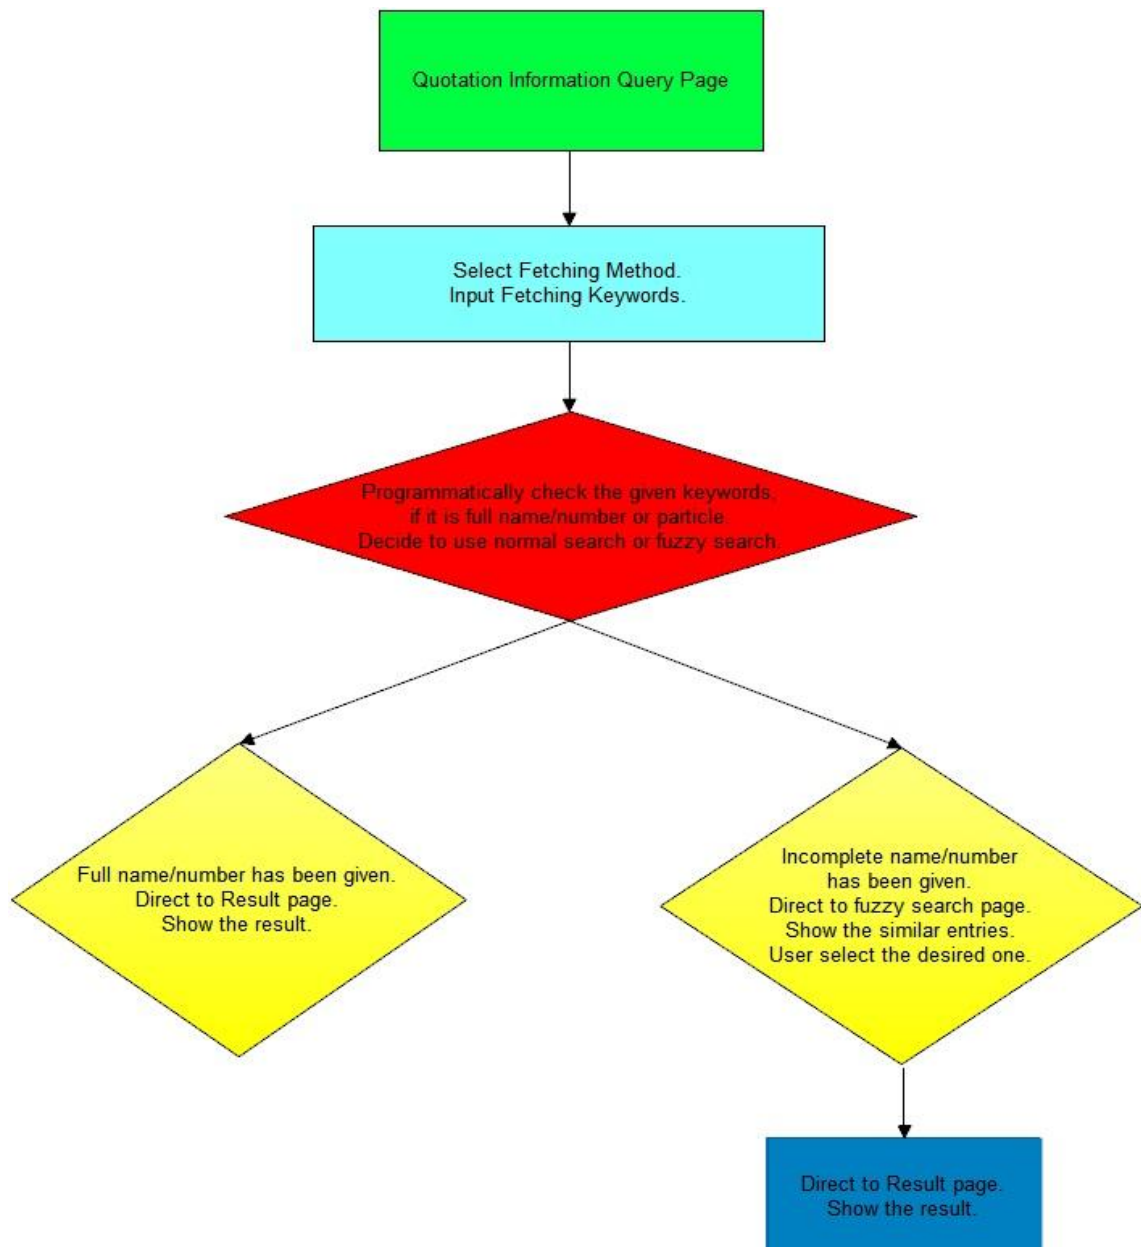 Quotation Information Query Page
Select Fetching Method.
Input Fetching Keywords.
Programmatically check the given keywords,
if it is full name/number or particle.
Decide to use normal search or fuzzy search.
Full name/number has been given.
Direct to Result page.
Show the result.
Incomplete name/number
has been given.
Direct to fuzzy search page.
Show the similar entries.
User select the desired one.
Direct to Result page.
Show the result.